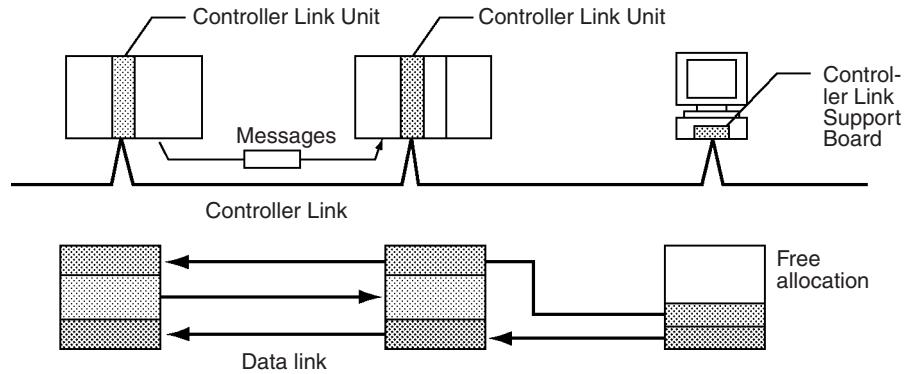 Controller Link Unit
Controller Link Unit
Control-
ler Link
Support
Board
Messages
Controller Link
Free
allocation
Data link